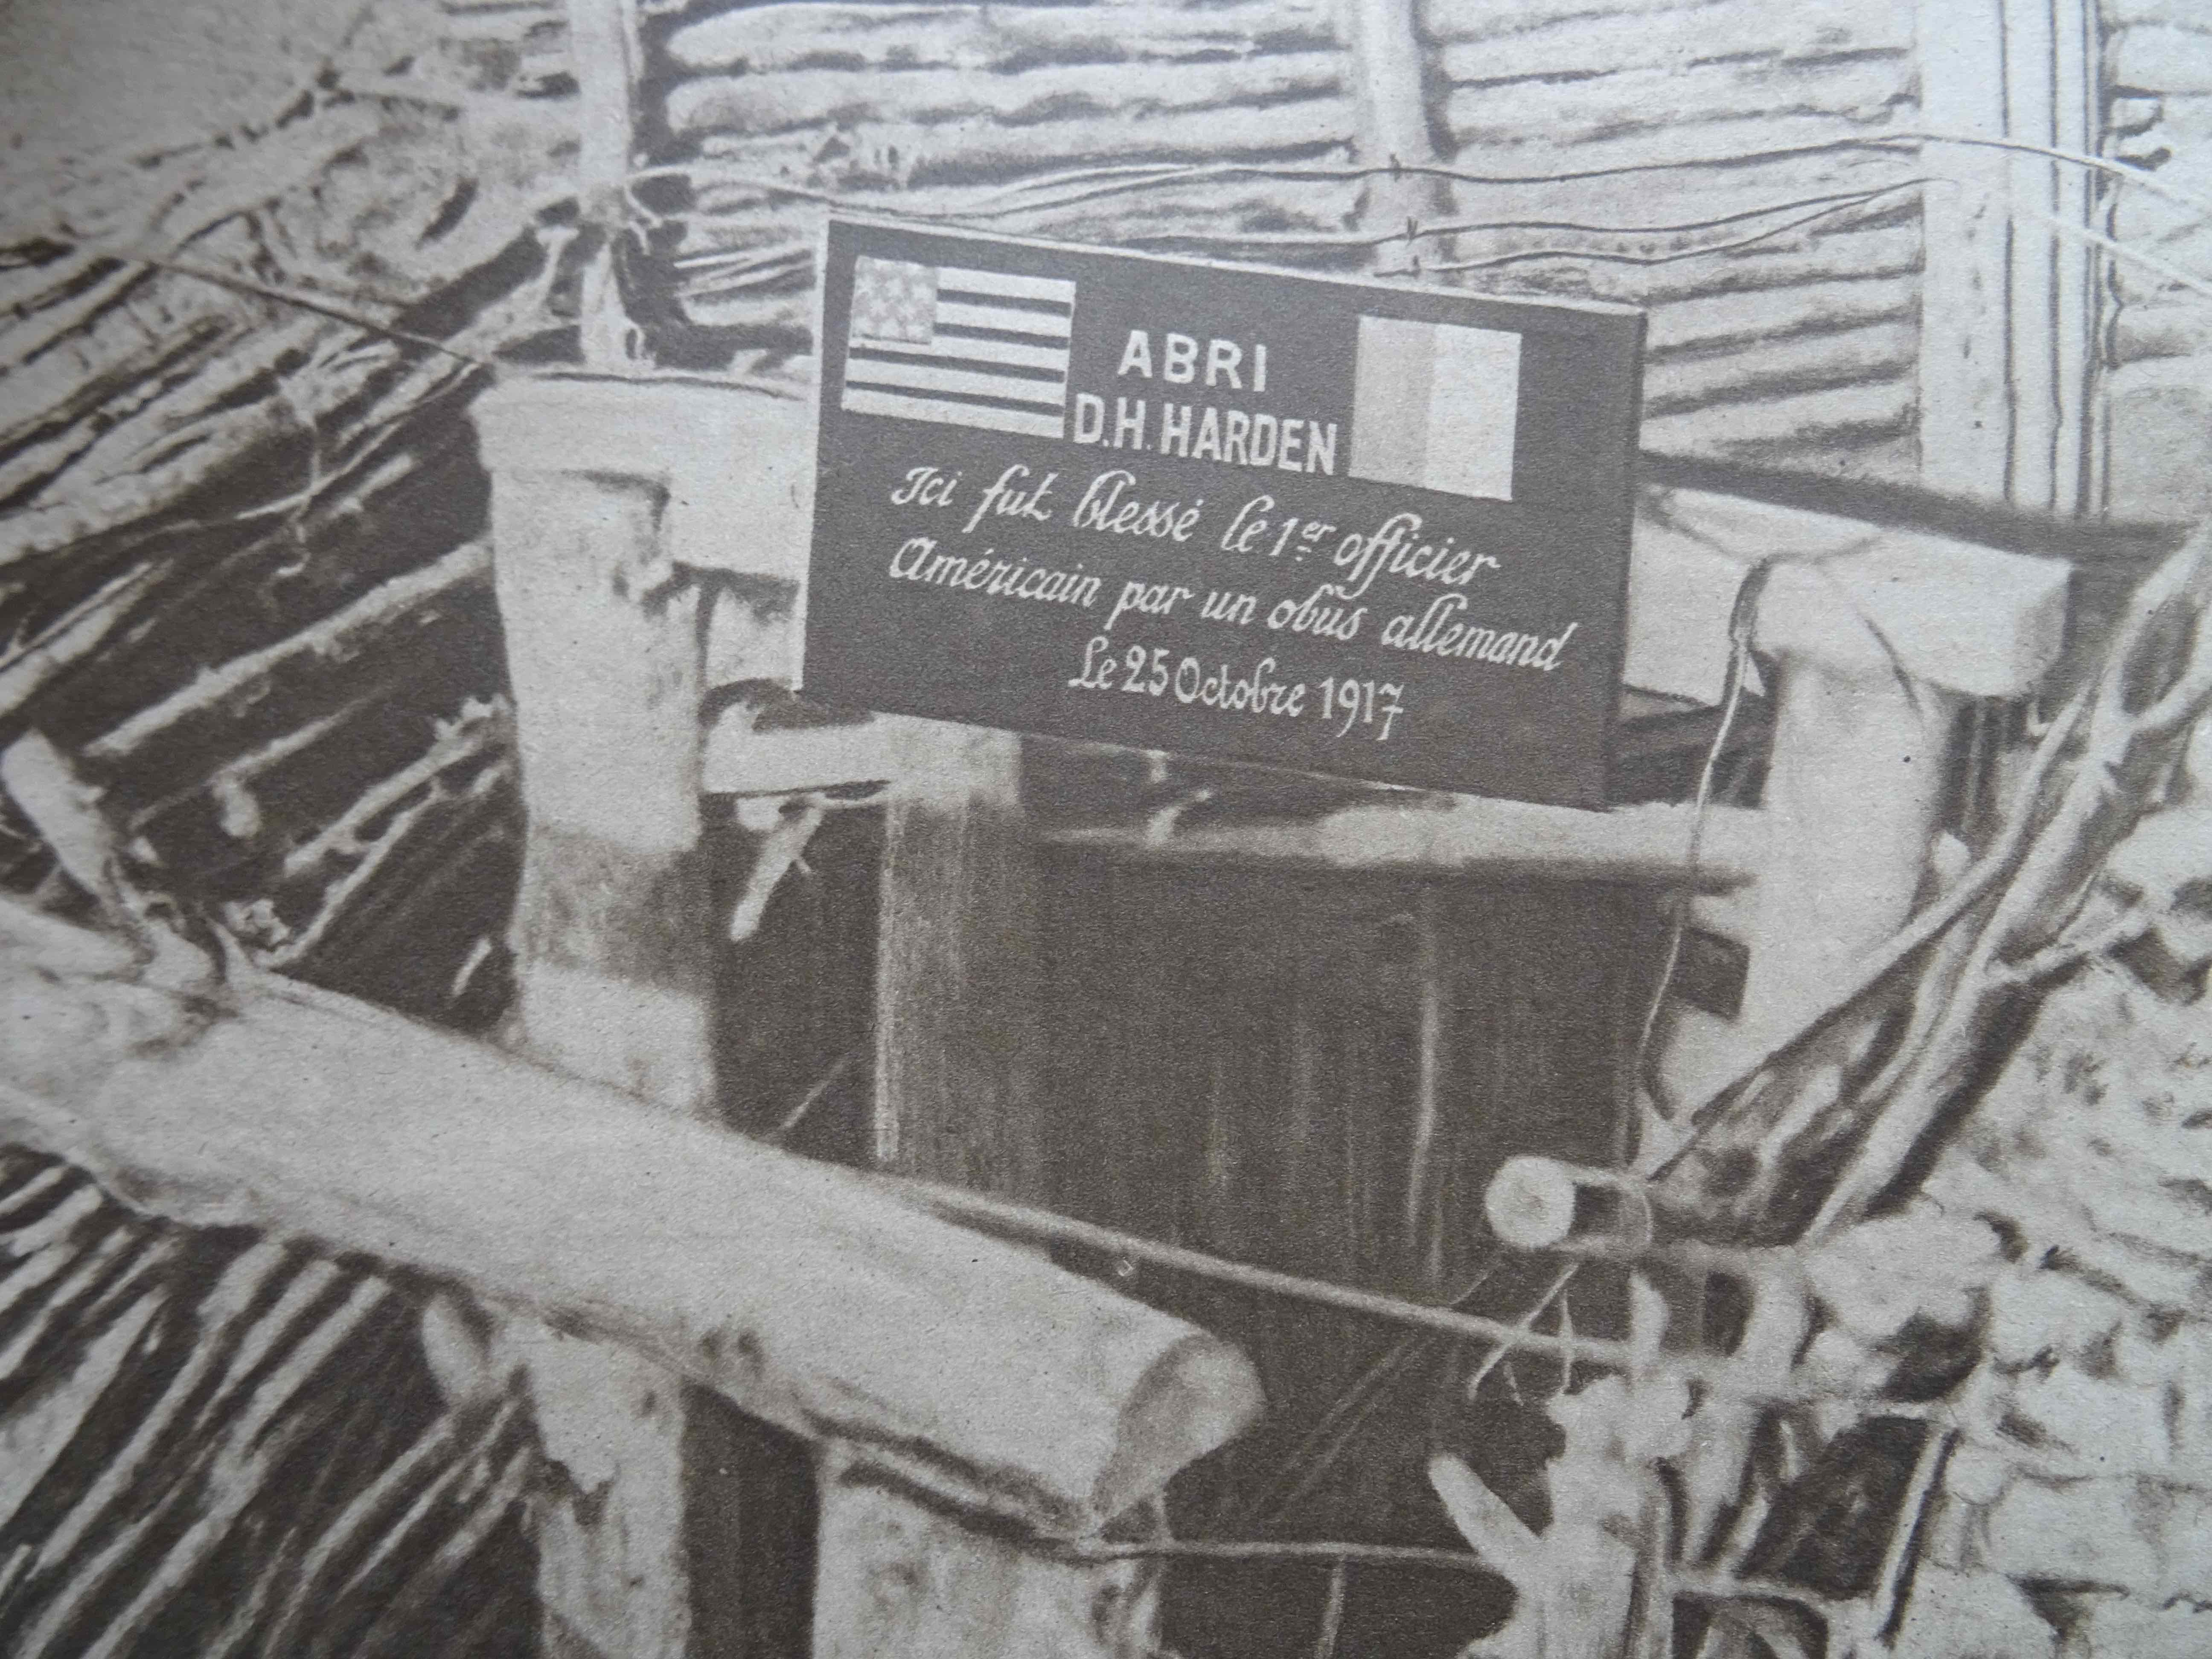 ABRI
D.H. HARDEN
Ici fut blessé le 1er officier
Américain par un obus allemand
Le 25 Octobre 1917